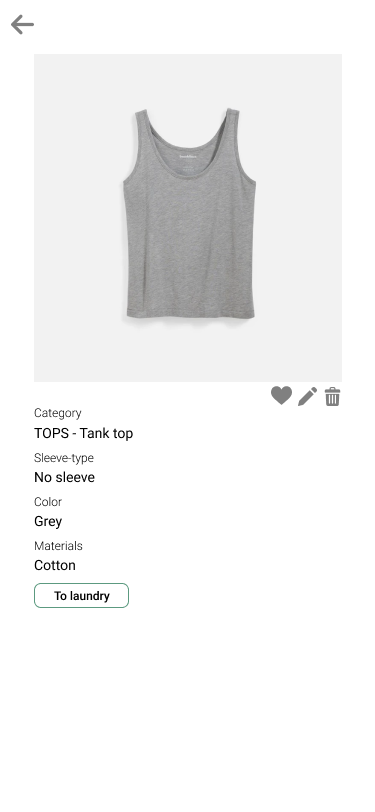 Category
TOPS - Tank top
Sleeve-type
No sleeve
Color
Grey
Materials
Cotton
To laundry